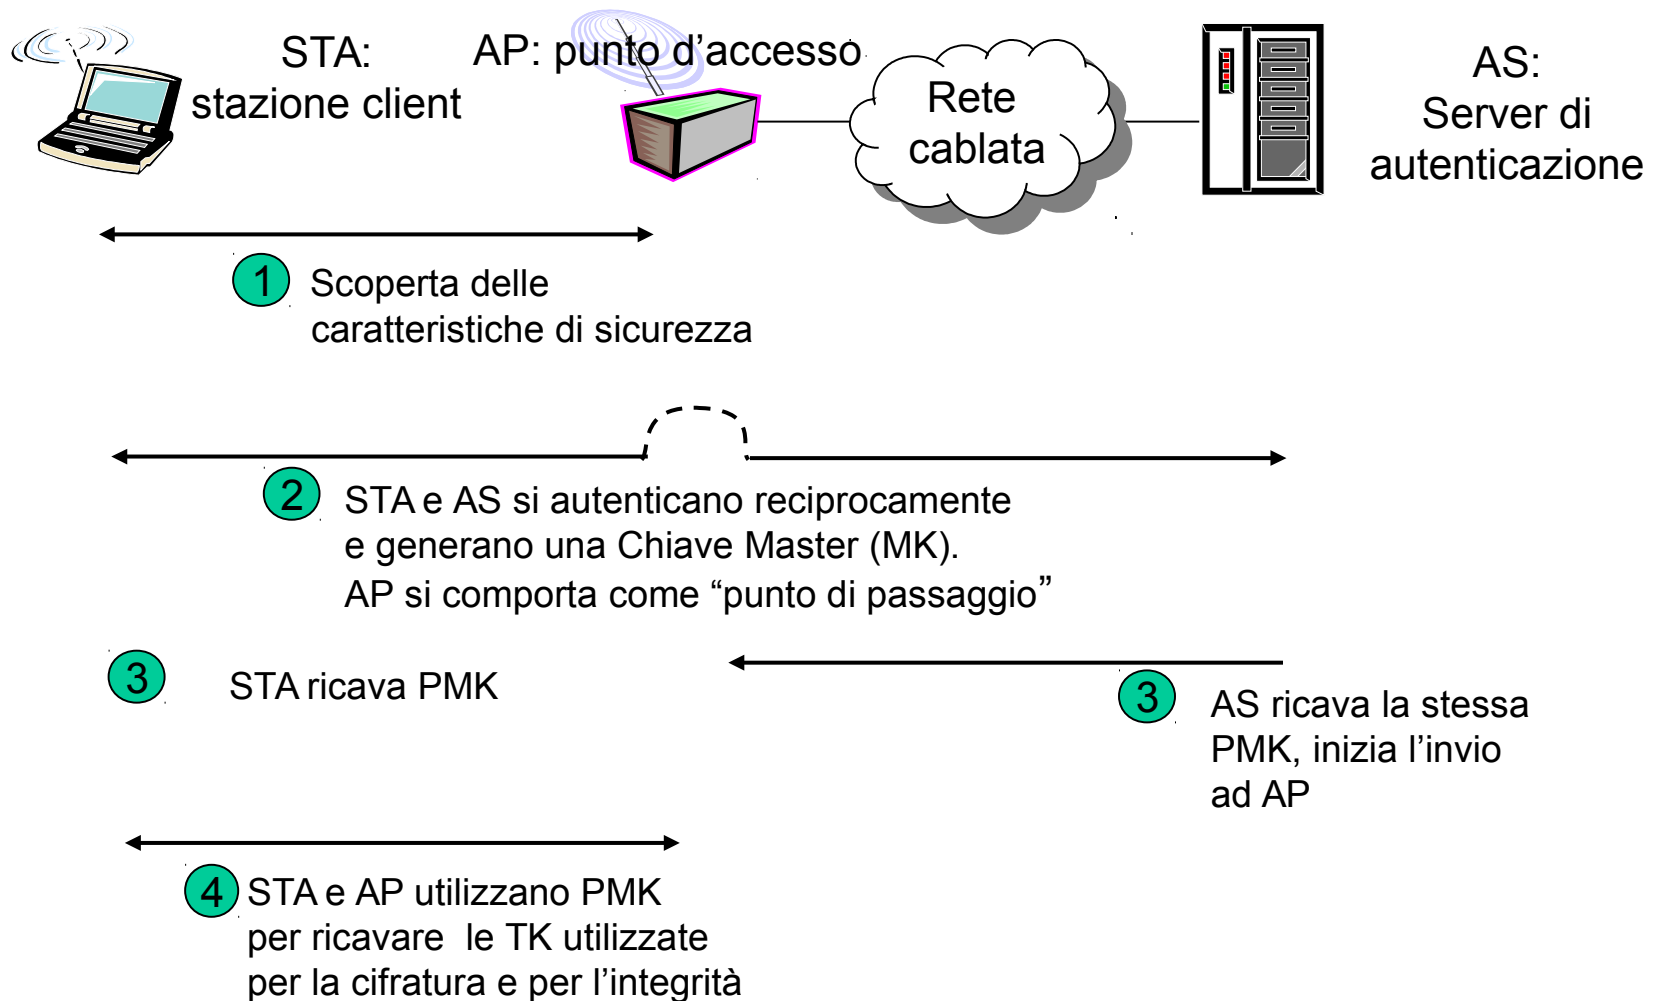 STA:
stazione client
AP: punto d’accesso
Rete
cablata
AS:
Server di
autenticazione
1
Scoperta delle
caratteristiche di sicurezza
2
STA e AS si autenticano reciprocamente
e generano una Chiave Master (MK).
AP si comporta come “punto di passaggio”
3
STA ricava PMK
3
AS ricava la stessa
PMK, inizia l’invio
ad AP
4
STA e AP utilizzano PMK
per ricavare le TK utilizzate
per la cifratura e per l’integrità